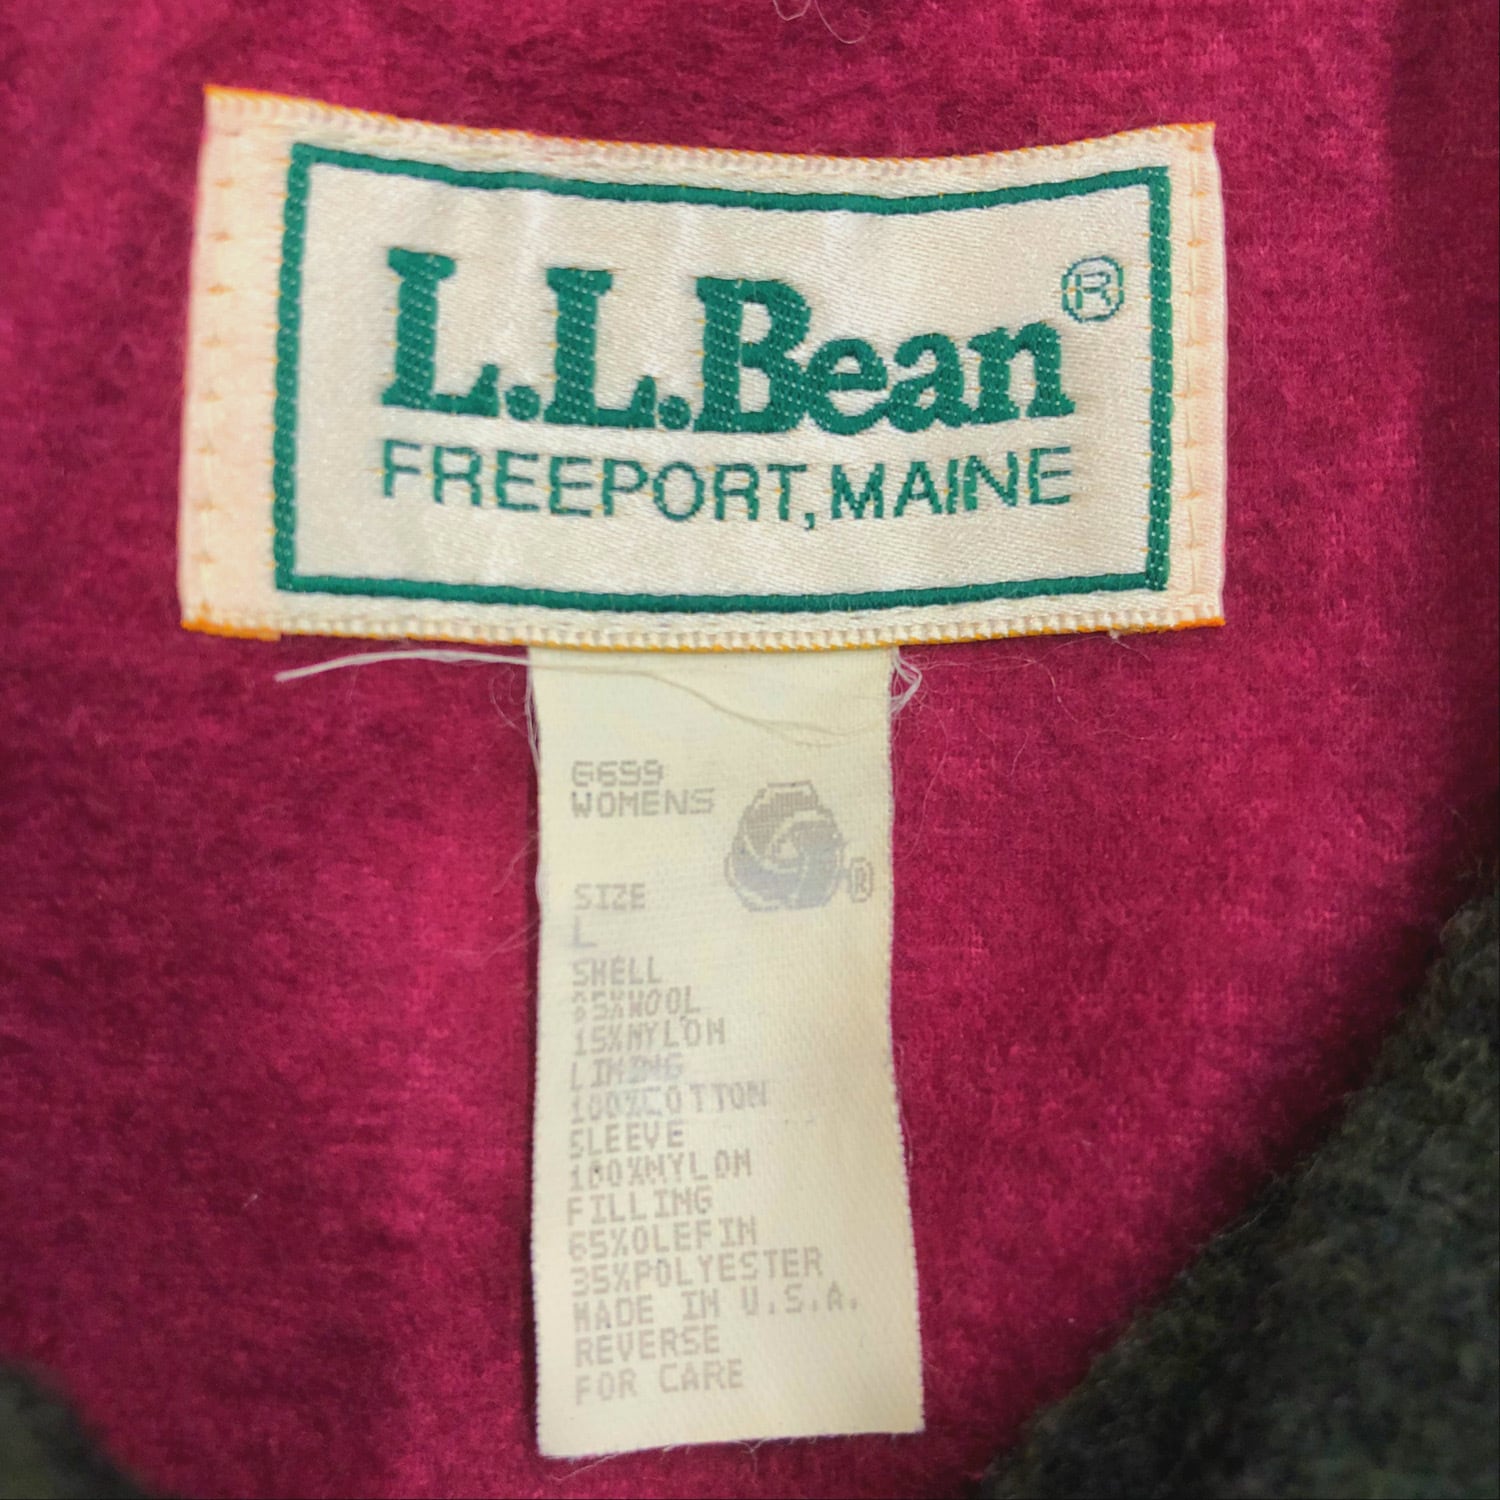 L.L.Bean®
FREEPORT, MAINE
6699
WOMENS
®
SIZE
L
SHELL
85%WOOL
15%NYLON
LINING
100%COTTON
SLEEVE
100%NYLON
FILLING
65%OLEFIN
35%POLYESTER
MADE IN U.S.A.
REVERSE
FOR CARE